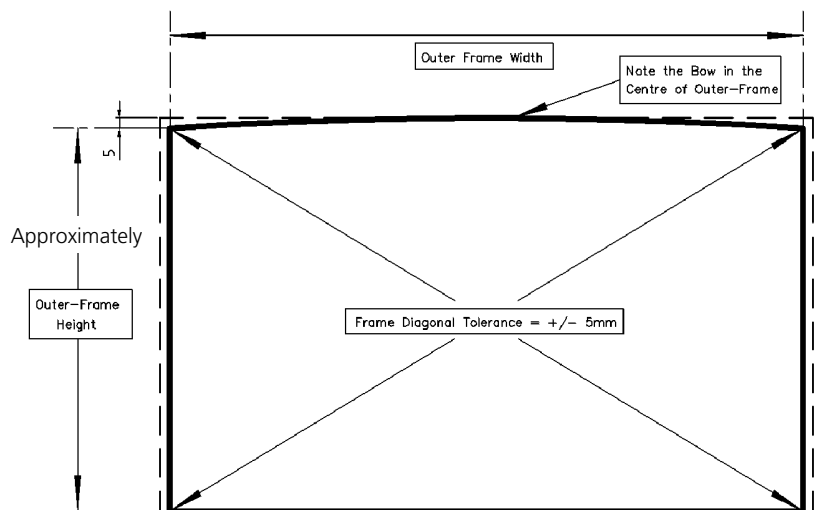 Outer Frame Width
Note the Bow in the
Centre of Outer-Frame
5
Approximately
Outer-Frame
Height
Frame Diagonal Tolerance = +/- 5mm